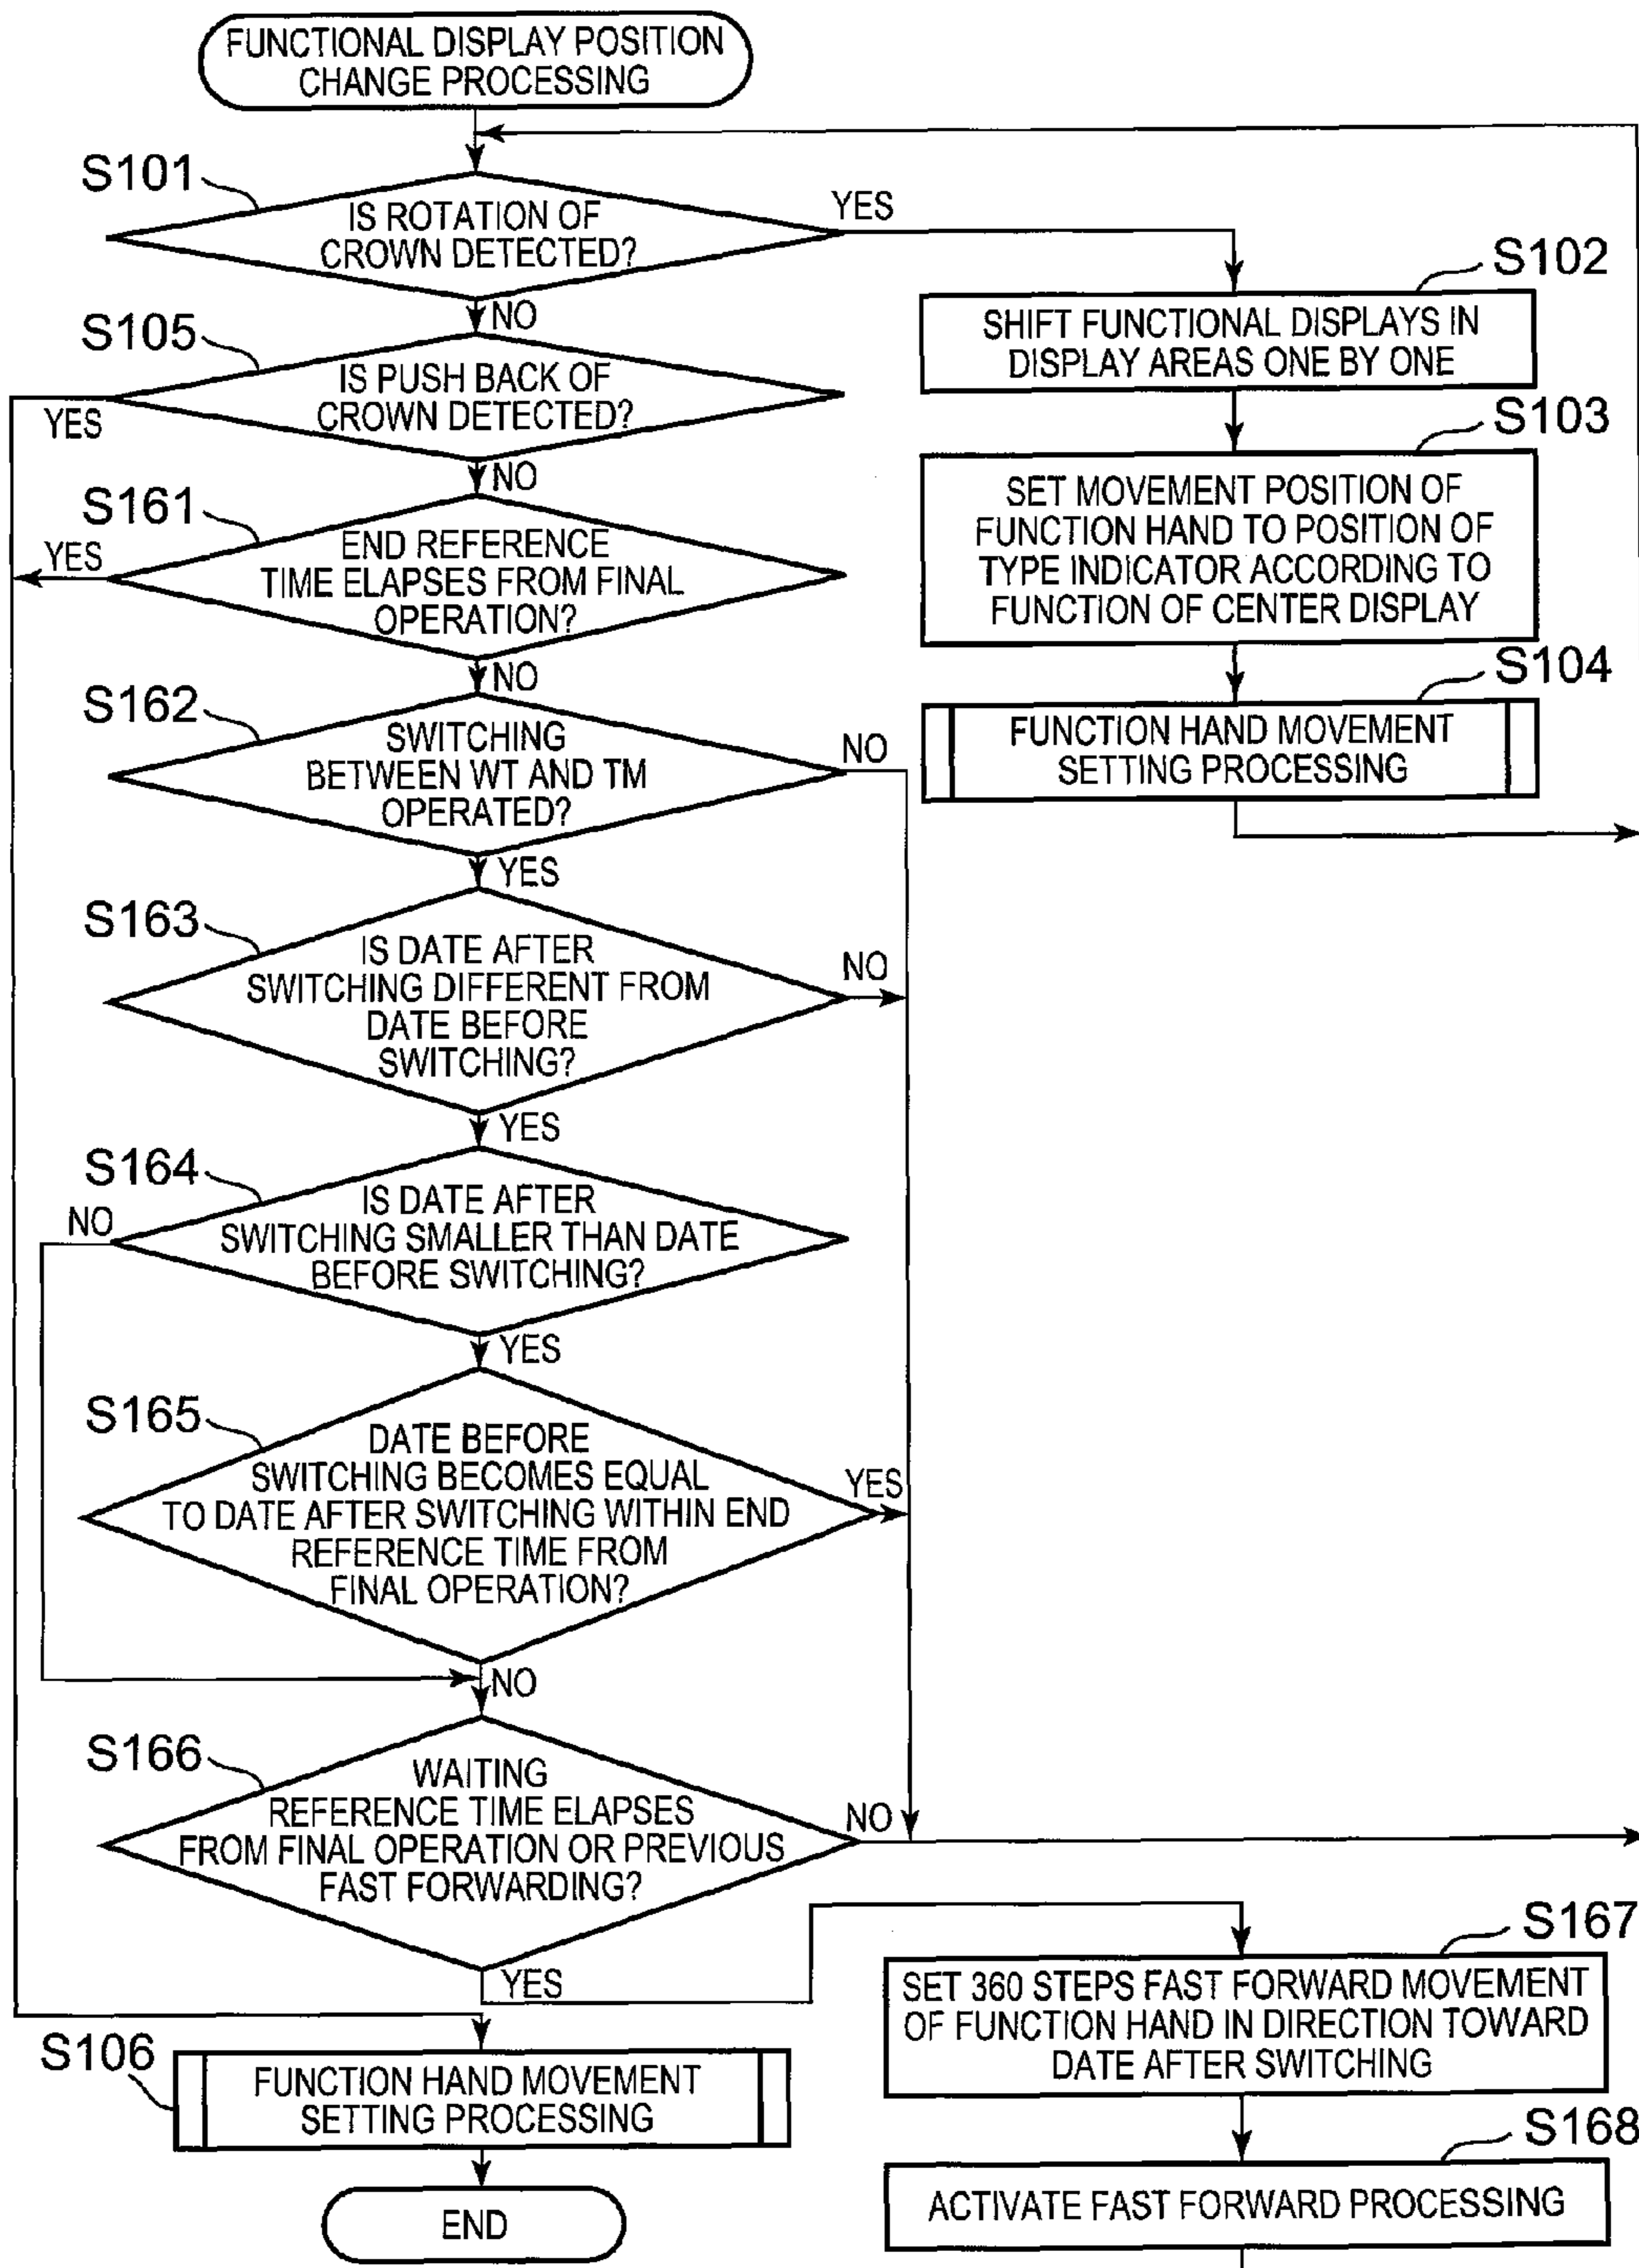 FUNCTIONAL DISPLAY POSITION
CHANGE PROCESSING
S101
IS ROTATION OF
CROWN DETECTED?
YES
NO
S102
SHIFT FUNCTIONAL DISPLAYS IN
DISPLAY AREAS ONE BY ONE
S105
IS PUSH BACK OF
CROWN DETECTED?
YES
NO
S103
SET MOVEMENT POSITION OF
FUNCTION HAND TO POSITION OF
TYPE INDICATOR ACCORDING TO
FUNCTION OF CENTER DISPLAY
S161
END REFERENCE
TIME ELAPSES FROM FINAL
OPERATION?
YES
NO
S104
FUNCTION HAND MOVEMENT
SETTING PROCESSING
S162
SWITCHING
BETWEEN WT AND TM
OPERATED?
NO
YES
S163
IS DATE AFTER
SWITCHING DIFFERENT FROM
DATE BEFORE
SWITCHING?
NO
YES
S164
IS DATE AFTER
SWITCHING SMALLER THAN DATE
BEFORE SWITCHING?
NO
YES
S165
DATE BEFORE
SWITCHING BECOMES EQUAL
TO DATE AFTER SWITCHING WITHIN END
REFERENCE TIME FROM
FINAL OPERATION?
YES
NO
S166
WAITING
REFERENCE TIME ELAPSES
FROM FINAL OPERATION OR PREVIOUS
FAST FORWARDING?
NO
YES
S167
SET 360 STEPS FAST FORWARD MOVEMENT
OF FUNCTION HAND IN DIRECTION TOWARD
DATE AFTER SWITCHING
S106
FUNCTION HAND MOVEMENT
SETTING PROCESSING
S168
ACTIVATE FAST FORWARD PROCESSING
END